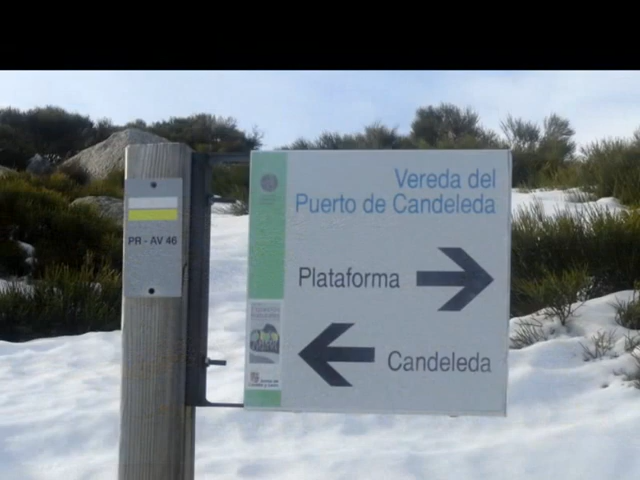 PR - AV 46
Vereda del
Puerto de Candeleda
Plataforma
Candeleda